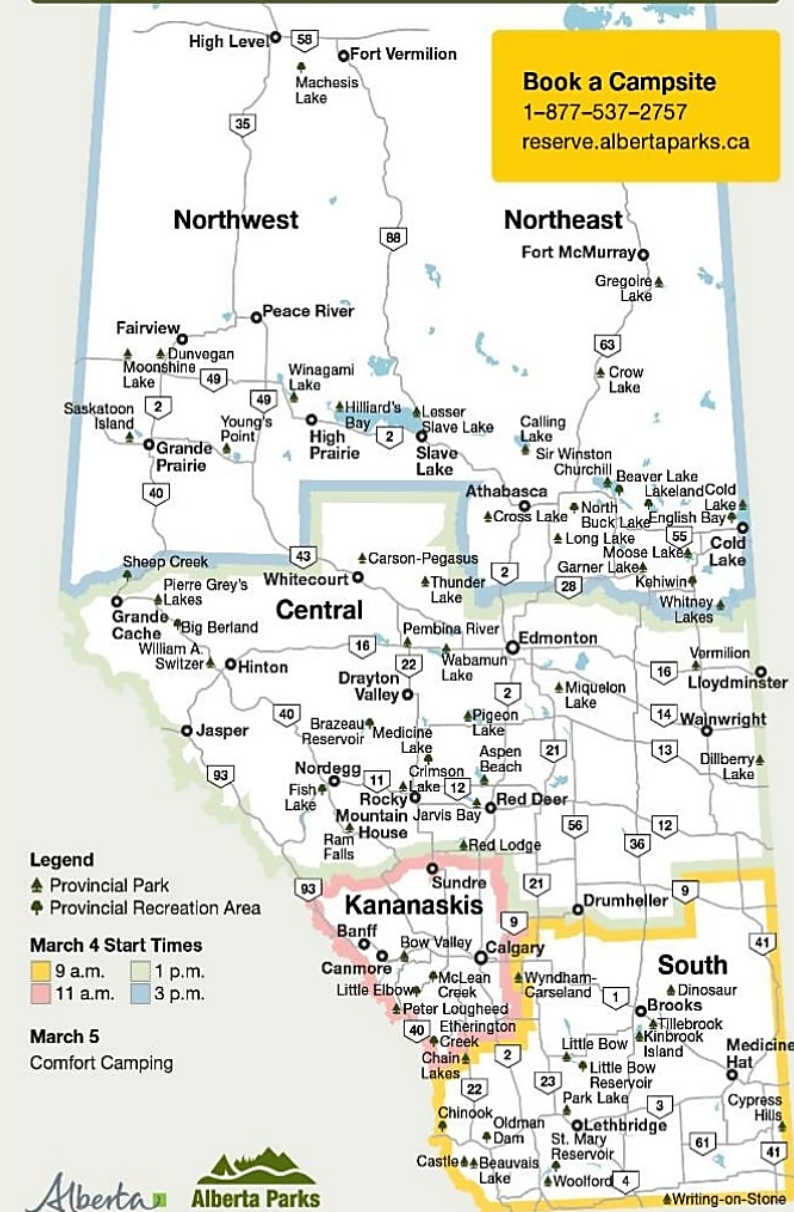 High Level
58
Fort Vermilion
Machesis
Lake
35
Book a Campsite
1–877–537–2757
reserve.albertaparks.ca
Northwest
Northeast
88
Fort McMurray
Gregoire
Lake
Peace River
Fairview
Dunvegan
Moonshine
Lake
49
63
Crow
Lake
Winagami
Lake
Saskatoon
Island
2
49
Young's
Point
Hilliard's
Bay
Lesser
Slave Lake
Calling
Lake
High
Prairie
2
Slave
Lake
Grande
Prairie
40
Sir Winston
Churchill
Beaver Lake
Lakeland
Cold
Lake
Athabasca
Cross Lake
North
Buck Lake
English Bay
55
Cold
Lake
Long Lake
Moose Lake
Garner Lake
Kehiwin
28
2
Whitney
Lakes
43
Carson-Pegasus
Whitecourt
Thunder
Lake
Sheep Creek
Pierre Grey's
Lakes
Grande
Cache
Big Berland
Central
William A.
Switzer
Hinton
16
Pembina River
Edmonton
22
Wabamun
Lake
Drayton
Valley
2
Miquelon
Lake
Vermilion
16
Lloydminster
14
Wainwright
13
Dillberry
Lake
40
Jasper
93
Brazeau
Reservoir
Medicine
Lake
Pigeon
Lake
Aspen
Beach
21
Nordegg
11
Crimson
Lake
12
Fish
Lake
Rocky
Mountain
House
Jarvis Bay
Red Deer
Ram
Falls
56
12
36
Red Lodge
Legend
Provincial Park
Provincial Recreation Area
March 4 Start Times
9 a.m.
1 p.m.
11 a.m.
3 p.m.
March 5
Comfort Camping
93
Sundre
21
Drumheller
9
Kananaskis
9
Banff
Bow Valley
Calgary
Canmore
Little Elbow
McLean
Creek
Peter Lougheed
40
Etherington
Creek
Chain
Lakes
41
South
Wyndham-
Carseland
1
Dinosaur
Brooks
Tillebrook
Kinbrook
Island
Medicine
Hat
2
Little Bow
Little Bow
Reservoir
22
23
Park Lake
3
Cypress
Hills
Chinook
Oldman
Dam
Lethbridge
St. Mary
Reservoir
61
41
Castle
Beauvais
Lake
Woolford
4
Writing-on-Stone
Alberta
Alberta Parks